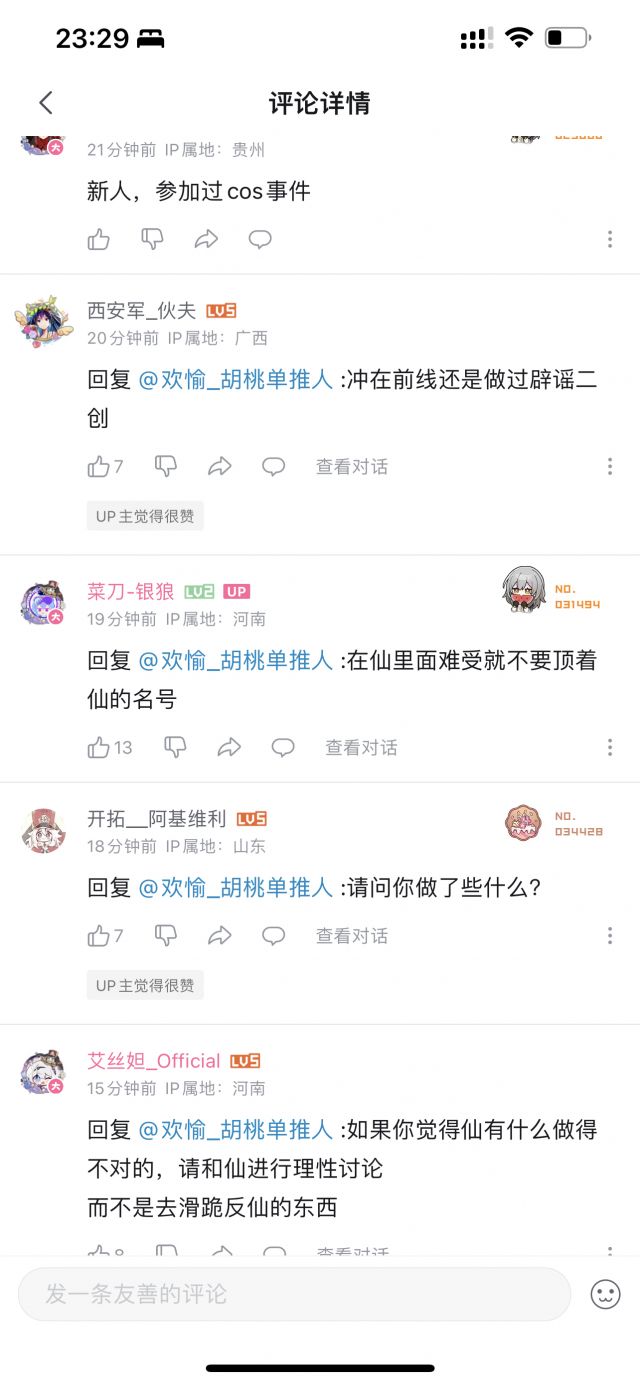 23:29
评论详情
21分钟前 IP属地：贵州
新人，参加过cos事件
西安军_伙夫 LV5
20分钟前 IP属地：广西
回复 @欢愉_胡桃单推人 :冲在前线还是做过辟谣二
创
7 查看对话
UP主觉得很赞
菜刀-银狼 LV2 UP
NO.
031494
19分钟前 IP属地：河南
回复 @欢愉_胡桃单推人 :在仙里面难受就不要顶着
仙的名号
13 查看对话
开拓__阿基维利 LV5
NO.
034428
18分钟前 IP属地：山东
回复 @欢愉_胡桃单推人 :请问你做了些什么?
7 查看对话
UP主觉得很赞
艾丝妲_Official LV5
15分钟前 IP属地：河南
回复 @欢愉_胡桃单推人 :如果你觉得仙有什么做得
不对的，请和仙进行理性讨论
而不是去滑跪反仙的东西
8 查看对话
发一条友善的评论